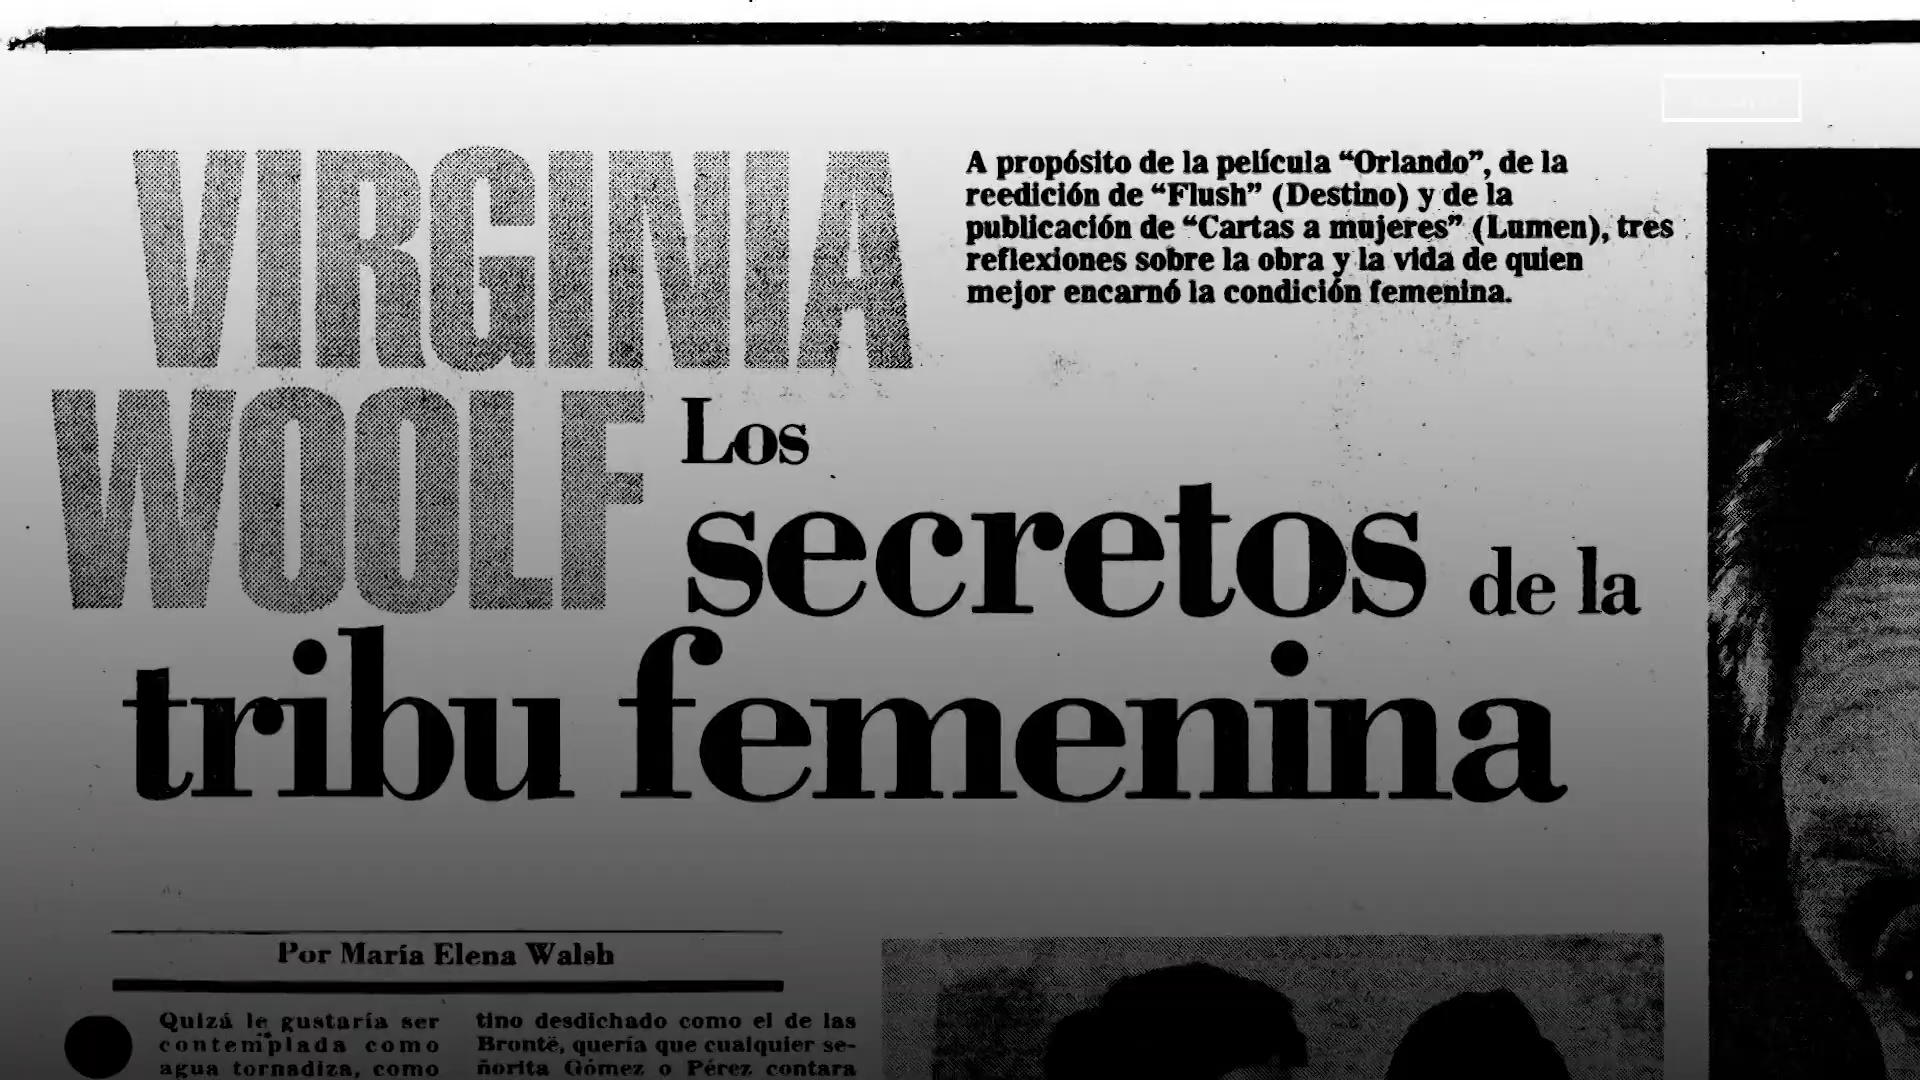 VIRGINIA
WOOLF
A propósito de la película “Orlando”, de la
reedición de “Flush” (Destino) y de la
publicación de “Cartas a mujeres” (Lumen), tres
reflexiones sobre la obra y la vida de quien
mejor encarnó la condición femenina.
Los
secretos de la
tribu femenina
Por María Elena Walsh
Quizá le gustaría ser
contemplada como
agua tornadiza, como
tino desdichado como el de las
Brontë, quería que cualquier se-
ñorita Gómez o Pérez contara